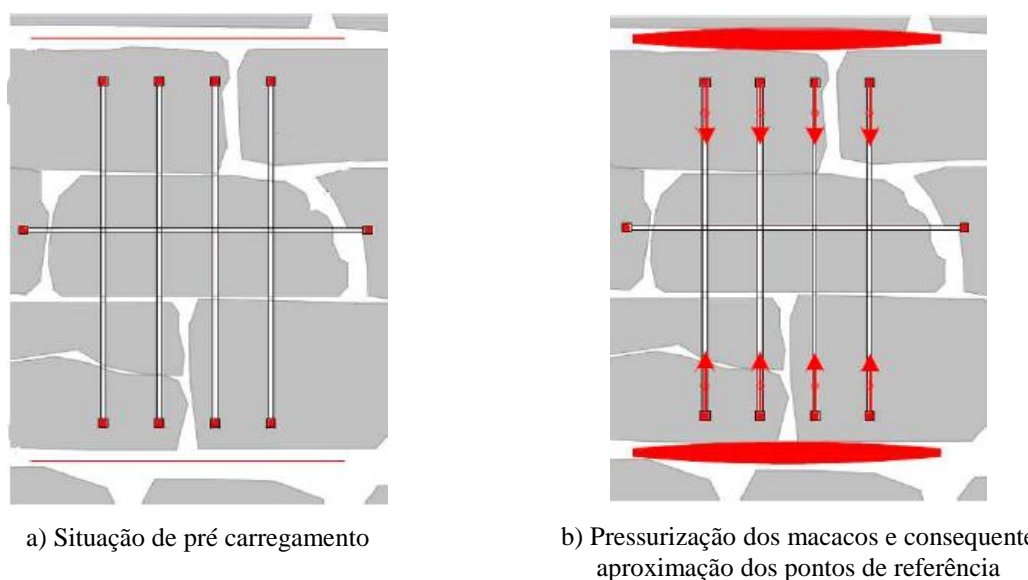 a) Situação de pré carregamento
b) Pressurização dos macacos e consequente
aproximação dos pontos de referência